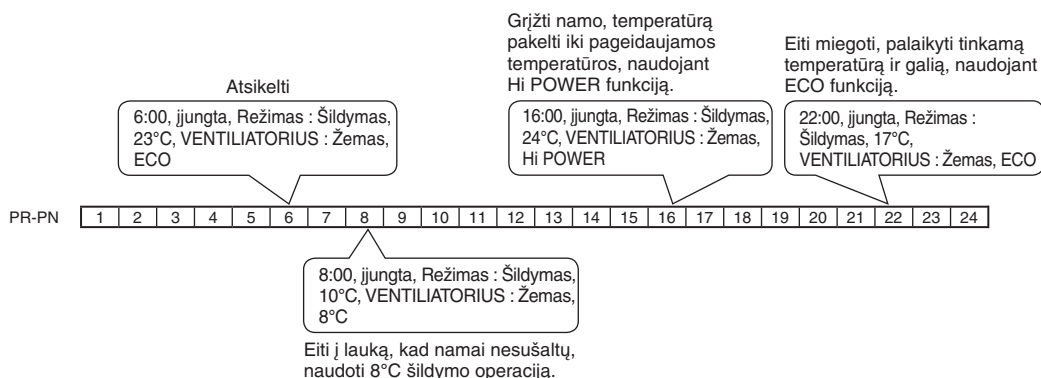 Atsikelti
6:00, įjungta, Režimas : Šildymas,
23°C, VENTILIATORIUS : Žemas,
ECO
Grįžti namo, temperatūrą
pakelti iki pageidaujamos
temperatūros, naudojant
Hi POWER funkciją.
16:00, įjungta, Režimas : Šildymas,
24°C, VENTILIATORIUS : Žemas,
Hi POWER
Eiti miegoti, palaikyti tinkamą
temperatūrą ir galią, naudojant
ECO funkciją.
22:00, įjungta, Režimas :
Šildymas, 17°C,
VENTILIATORIUS : Žemas, ECO
PR-PN 1 2 3 4 5 6 7 8 9 10 11 12 13 14 15 16 17 18 19 20 21 22 23 24
8:00, įjungta, Režimas : Šildymas,
10°C, VENTILIATORIUS : Žemas,
8°C
Eiti į lauką, kad namai nesušaltų,
naudoti 8°C šildymo operaciją.